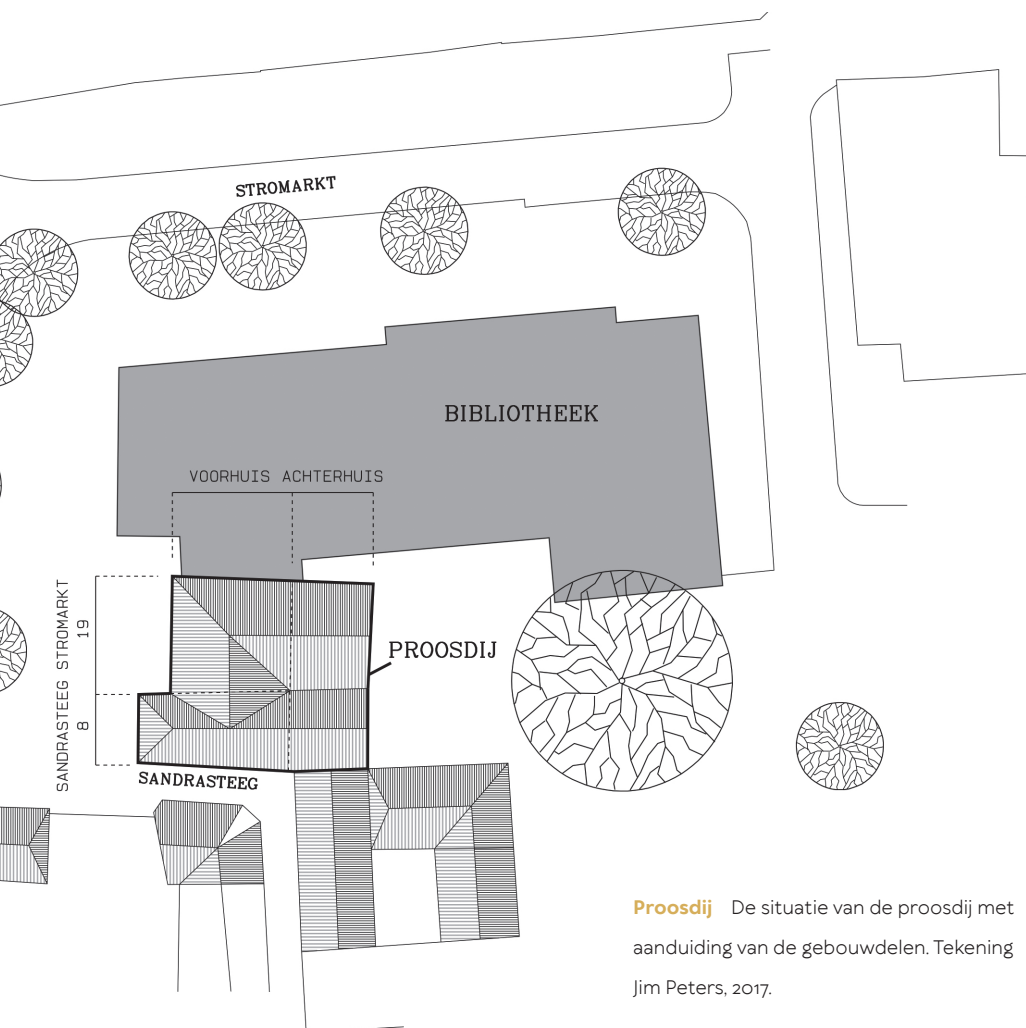 STROMARKT
BIBLIOTHEEK
VOORHUIS ACHTERHUIS
SANDRASTEEG STROMARKT
8 19
PROOSDIJ
SANDRASTEEG
Proosdij De situatie van de proosdij met
aanduiding van de gebouwdelen. Tekening
Jim Peters, 2017.